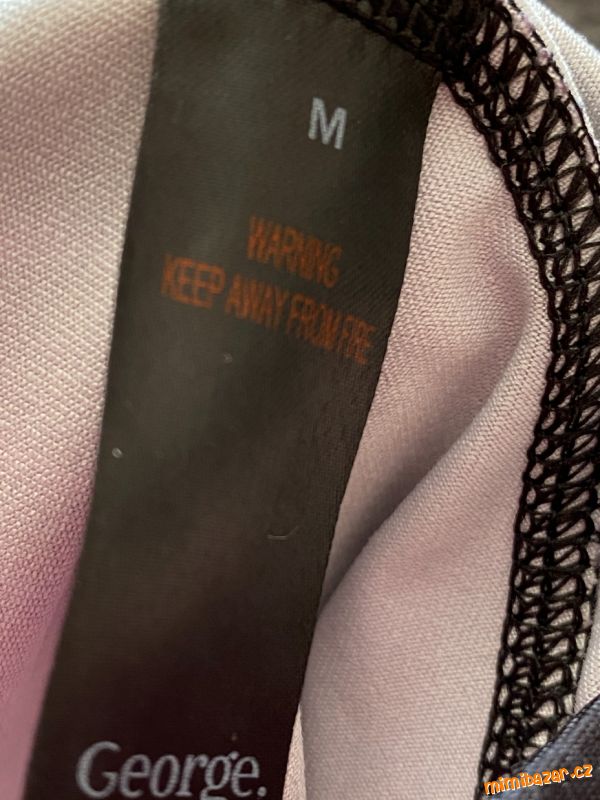 M
WARNING
KEEP AWAY FROM FIRE
George.
mimibazar.cz